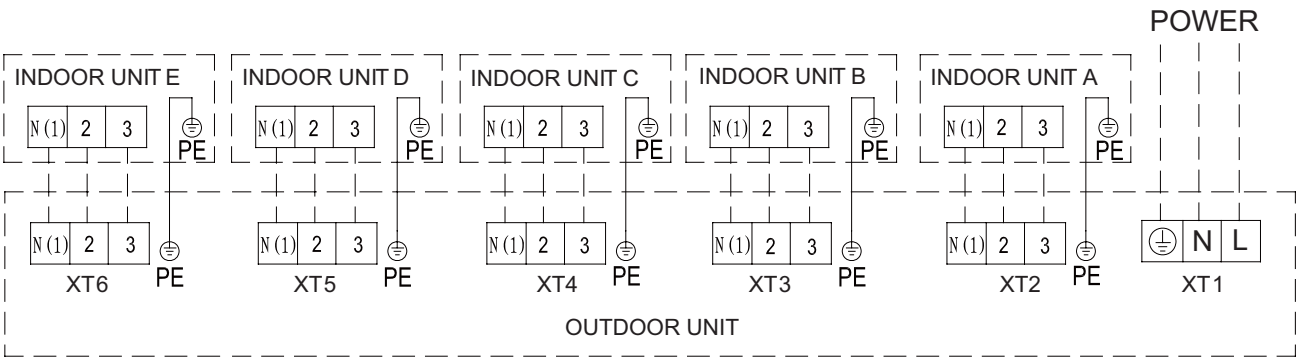 POWER
INDOOR UNIT E INDOOR UNIT D INDOOR UNIT C INDOOR UNIT B INDOOR UNIT A
N (1) 2 3 N (1) 2 3 N (1) 2 3 N (1) 2 3 N (1) 2 3
PE PE PE PE PE
N (1) 2 3 N (1) 2 3 N (1) 2 3 N (1) 2 3 N (1) 2 3 N L
PE PE PE PE PE
XT6 XT5 XT4 XT3 XT2 XT1
OUTDOOR UNIT